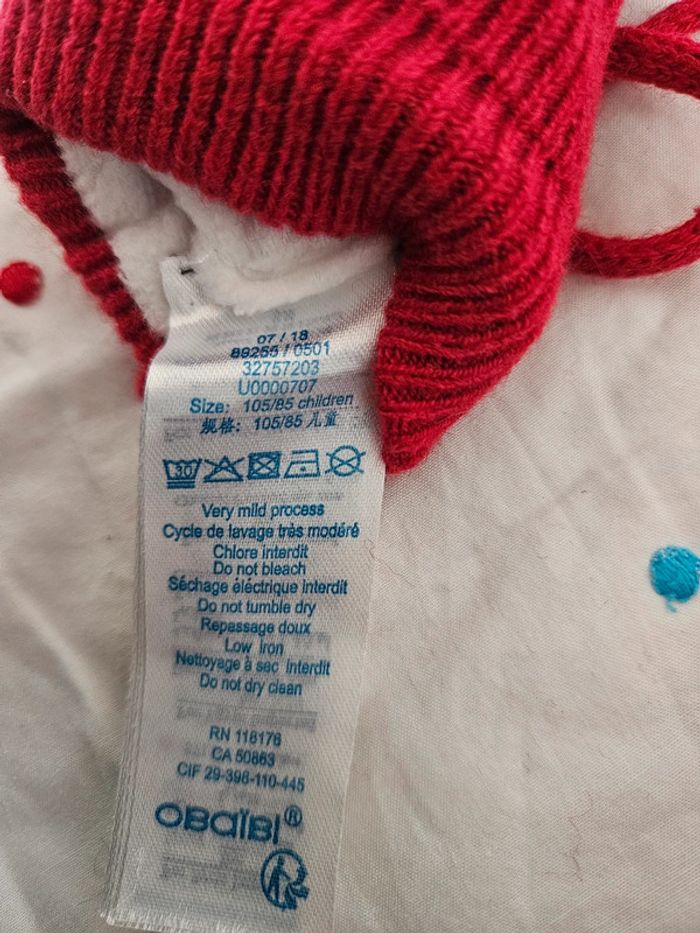 07 / 18
89255 / 0501
32757203
U0000707
Size: 105/85 children
规格: 105/85 儿童
30
Very mild process
Cycle de lavage très modéré
Chlore interdit
Do not bleach
Séchage éléctrique interdit
Do not tumble dry
Repassage doux
Low iron
Nettoyage à sec interdit
Do not dry clean
RN 118176
CA 50863
CIF 29-398-110-445
OBAÏBI®